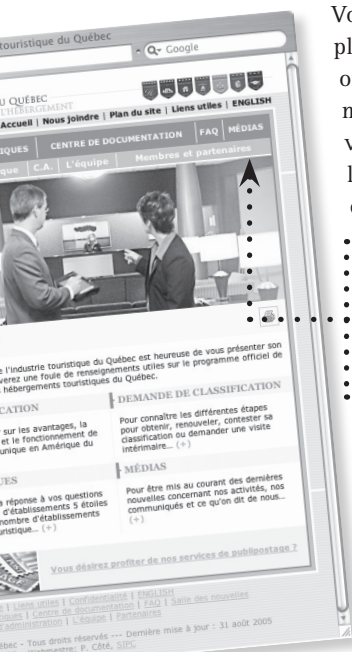 touristique du Québec
Google
DU QUÉBEC
L'HÉBERGEMENT
Accueil | Nous joindre | Plan du site | Liens utiles | ENGLISH
IQUES | CENTRE DE DOCUMENTATION | FAQ | MÉDIAS
que | C.A. | L'équipe | Membres et partenaires
e l'industrie touristique du Québec est heureuse de vous présenter son
verez une foule de renseignements utiles sur le programme officiel de
hébergements touristiques du Québec.
CATION
sur les avantages, la
et le fonctionnement de
unique en Amérique du
DEMANDE DE CLASSIFICATION
Pour connaître les différentes étapes
pour obtenir, renouveler, contester sa
classification ou demander une visite
intérimaire... (+)
UES
a réponse à vos questions
d'établissements 5 étoiles
nombre d'établissements
uristique... (+)
MÉDIAS
Pour être mis au courant des dernières
nouvelles concernant nos activités, nos
communiqués et ce qu'on dit de nous...
(+)
Vous désirez profiter de nos services de publipostage ?
| Liens utiles | Confidentialité | ENGLISH
| Centre de documentation | FAQ | Salle des nouvelles
d'administration | L'équipe | Partenaires
ébec - Tous droits réservés --- Dernière mise à jour : 31 août 2005
Webmestre: P. Côté, SIPC
Vo
pl
o
n
v
l